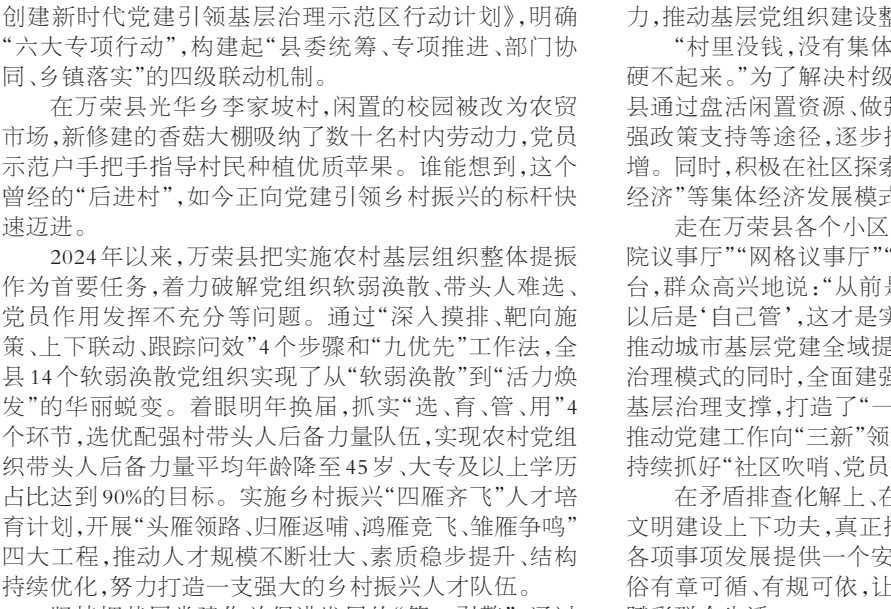 创建新时代党建引领基层治理示范区行动计划》，明确
“六大专项行动”，构建起“县委统筹、专项推进、部门协
同、乡镇落实”的四级联动机制。
在万荣县光华乡李家坡村，闲置的校园被改为农贸
市场，新修建的香菇大棚吸纳了数十名村内劳动力，党员
示范户手把手指导村民种植优质苹果。谁能想到，这个
曾经的“后进村”，如今正向党建引领乡村振兴的标杆快
速迈进。
2024年以来，万荣县把实施农村基层组织整体提振
作为首要任务，着力破解党组织软弱涣散、带头人难选、
党员作用发挥不充分等问题。通过“深入摸排、靶向施
策、上下联动、跟踪问效”4个步骤和“九优先”工作法，全
县14个软弱涣散党组织实现了从“软弱涣散”到“活力焕
发”的华丽蜕变。着眼明年换届，抓实“选、育、管、用”4
个环节，选优配强村带头人后备力量队伍，实现农村党组
织带头人后备力量平均年龄降至45岁、大专及以上学历
占比达到90%的目标。实施乡村振兴“四雁齐飞”人才培
育计划，开展“头雁领路、归雁返哺、鸿雁竞飞、雏雁争鸣”
四大工程，推动人才规模不断壮大、素质稳步提升、结构
持续优化，努力打造一支强大的乡村振兴人才队伍。
力，推动基层党组织建设整
“村里没钱，没有集体
硬不起来。”为了解决村级
县通过盘活闲置资源、做强
强政策支持等途径，逐步
增。同时，积极在社区探索
经济”等集体经济发展模式
走在万荣县各个小区
院议事厅”“网格议事厅”“
台，群众高兴地说：“从前是
以后是‘自己管’，这才是实
推动城市基层党建全域提
治理模式的同时，全面建强
基层治理支撑，打造了“一
推动党建工作向“三新”领
持续抓好“社区吹哨、党员
在矛盾排查化解上、在
文明建设上下功夫，真正
各项事项发展提供一个安
俗有章可循、有规可依，让